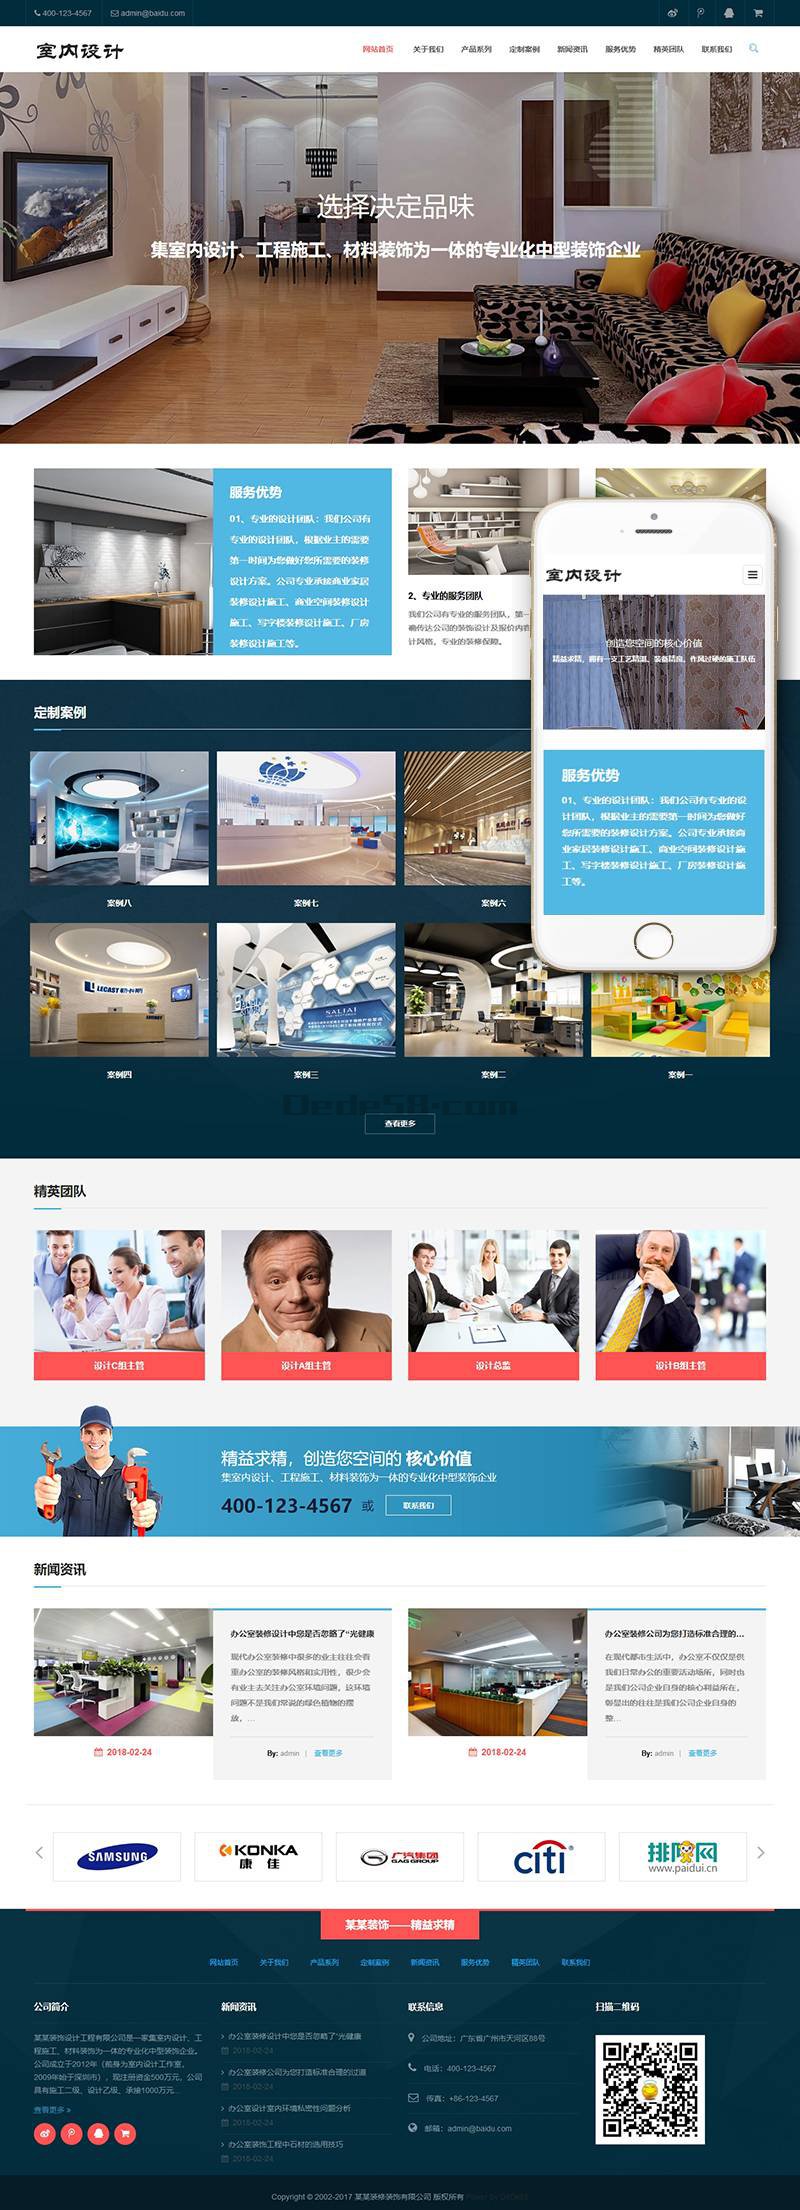 400-123-4567
admin@baidu.com
室内设计
网站首页
关于我们
产品系列
定制案例
新闻资讯
服务优势
精英团队
联系我们
选择决定品味
集室内设计、工程施工、材料装饰为一体的专业化中型装饰企业
服务优势
01、专业的设计团队：我们公司有
专业的设计团队，根据业主的需要
第一时间为您做好您所需要的装修
设计方案。公司专业承接商业家居
装修设计施工、商业空间装修设计施
工、写字楼装修设计施工、厂房
装修设计施工等。
2、专业的服务团队
我们公司有专业的服务团队，第一
确传达公司的装饰设计及报价内容
计风格，专业的装修保障。
室内设计
创造您空间的核心价值
精益求精，拥有一支工艺精湛、装备精良、作风过硬的施工队伍
服务优势
01、专业的设计团队：我们公司有专业的设
计团队，根据业主的需要第一时间为您做好
您所需要的装修设计方案。公司专业承接商
业家居装修设计施工、商业空间装修设计施
工、写字楼装修设计施工、厂房装修设计施
工等。
定制案例
案例八
案例七
案例六
LECAST
LECAST
SALIAI
案例四
案例三
案例二
案例一
Dede58.com
查看更多
精英团队
设计C组主管
设计A组主管
设计总监
设计B组主管
精益求精，创造您空间的 核心价值
集室内设计、工程施工、材料装饰为一体的专业化中型装饰企业
400-123-4567 或 联系我们
新闻资讯
办公室装修设计中您是否忽略了“光健康
现代办公室装修中很多的业主往往会看
重办公室的装修风格和实用性，很少会
有业主去关注办公室环境问题，这环境
问题不是我们常说的绿色植物的摆
放，...
2018-02-24
By: admin | 查看更多
办公室装修公司为您打造标准合理的...
在现代都市生活中，办公室不仅仅是供
我们日常办公的重要活动场所，同时也
是我们公司企业自身的核心利益所在，
彰显出的往往是我们公司企业自身的
整...
2018-02-24
By: admin | 查看更多
SAMSUNG
KONKA
康佳
广汽集团
GAG GROUP
citi
排队网
www.paidui.cn
某某装饰——精益求精
网站首页
关于我们
产品系列
定制案例
新闻资讯
服务优势
精英团队
联系我们
公司简介
某某装饰设计工程有限公司是一家集室内设计、工
程施工、材料装饰为一体的专业化中型装饰企业。
公司成立于2012年（前身为室内设计工作室，
2009年始于深圳市），现注册资金500万元，公司
具有施工二级、设计乙级、承接1000万元...
查看更多 »
新闻资讯
办公室装修设计中您是否忽略了“光健康
2018-02-24
办公室装修公司为您打造标准合理的过道
2018-02-24
办公室设计室内环境私密性问题分析
2018-02-24
办公室装饰工程中石材的选用技巧
2018-02-24
联系信息
公司地址：广东省广州市天河区88号
电话：400-123-4567
传真：+86-123-4567
邮箱：admin@baidu.com
扫描二维码
Copyright © 2002-2017 某某装修装饰有限公司 版权所有